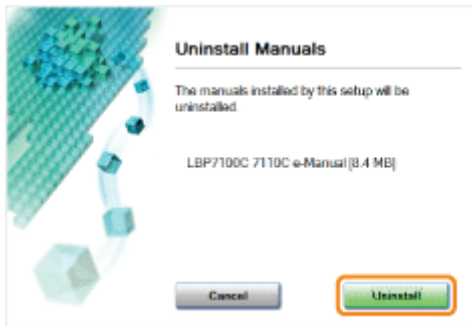 Uninstall Manuals
The manuals installed by this setup will be
uninstalled.
LBP7100C 7110C e-Manual [8.4 MB]
Cancel
Uninstall